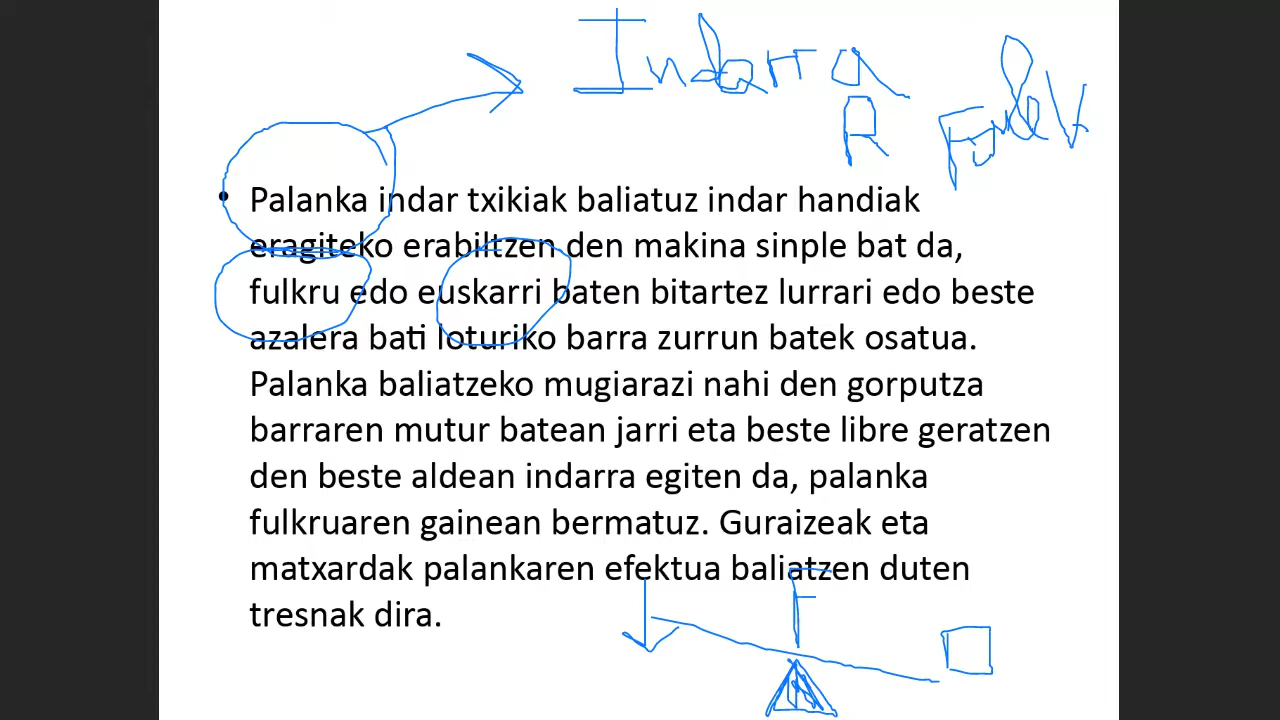 Indarra
R
• Palanka indar txikiak baliatuz indar handiak
eragiteko erabiltzen den makina sinple bat da,
fulkru edo euskarri baten bitartez lurrari edo beste
azalera bati loturiko barra zurrun batek osatua.
Palanka baliatzeko mugiarazi nahi den gorputza
barraren mutur batean jarri eta beste libre geratzen
den beste aldean indarra egiten da, palanka
fulkruaren gainean bermatuz. Guraizeak eta
matxardak palankaren efektua baliatzen duten
tresnak dira.
F